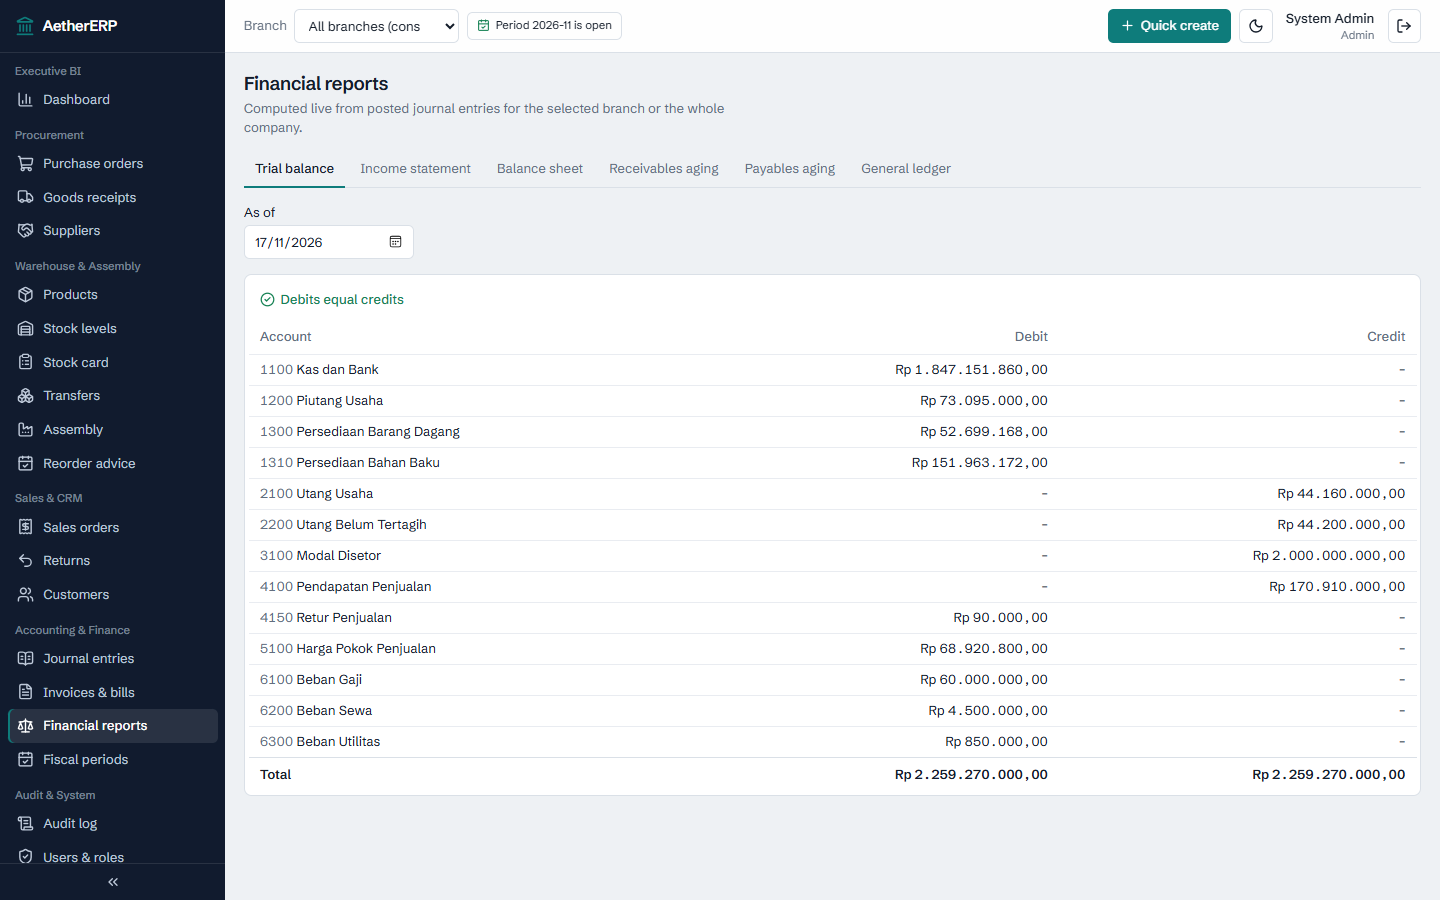 AetherERP
Executive BI
Dashboard
Procurement
Purchase orders
Goods receipts
Suppliers
Warehouse & Assembly
Products
Stock levels
Stock card
Transfers
Assembly
Reorder advice
Sales & CRM
Sales orders
Returns
Customers
Accounting & Finance
Journal entries
Invoices & bills
Financial reports
Fiscal periods
Audit & System
Audit log
Users & roles
Branch All branches (cons Period 2026-11 is open + Quick create System Admin
Admin
Financial reports
Computed live from posted journal entries for the selected branch or the whole
company.
Trial balance Income statement Balance sheet Receivables aging Payables aging General ledger
As of
17/11/2026
Debits equal credits
Account Debit Credit
1100 Kas dan Bank Rp 1.847.151.860,00 -
1200 Piutang Usaha Rp 73.095.000,00 -
1300 Persediaan Barang Dagang Rp 52.699.168,00 -
1310 Persediaan Bahan Baku Rp 151.963.172,00 -
2100 Utang Usaha - Rp 44.160.000,00
2200 Utang Belum Tertagih - Rp 44.200.000,00
3100 Modal Disetor - Rp 2.000.000.000,00
4100 Pendapatan Penjualan - Rp 170.910.000,00
4150 Retur Penjualan Rp 90.000,00 -
5100 Harga Pokok Penjualan Rp 68.920.800,00 -
6100 Beban Gaji Rp 60.000.000,00 -
6200 Beban Sewa Rp 4.500.000,00 -
6300 Beban Utilitas Rp 850.000,00 -
Total Rp 2.259.270.000,00 Rp 2.259.270.000,00